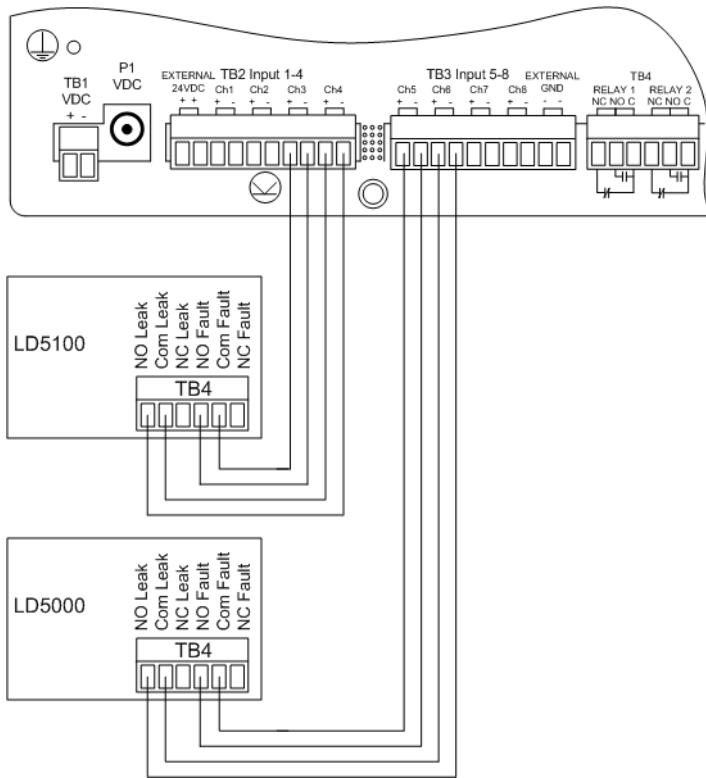 P1
VDC
TB1
VDC
+ -
EXTERNAL
24VDC
+ +
TB2 Input 1-4
Ch1 Ch2 Ch3 Ch4
+ - + - + - + -
TB3 Input 5-8
Ch5 Ch6 Ch7 Ch8
+ - + - + - + -
EXTERNAL
GND
- -
TB4
RELAY 1 RELAY 2
NC NO C NC NO C
LD5100
NO Leak
Com Leak
NC Leak
NO Fault
Com Fault
NC Fault
TB4
LD5000
NO Leak
Com Leak
NC Leak
NO Fault
Com Fault
NC Fault
TB4